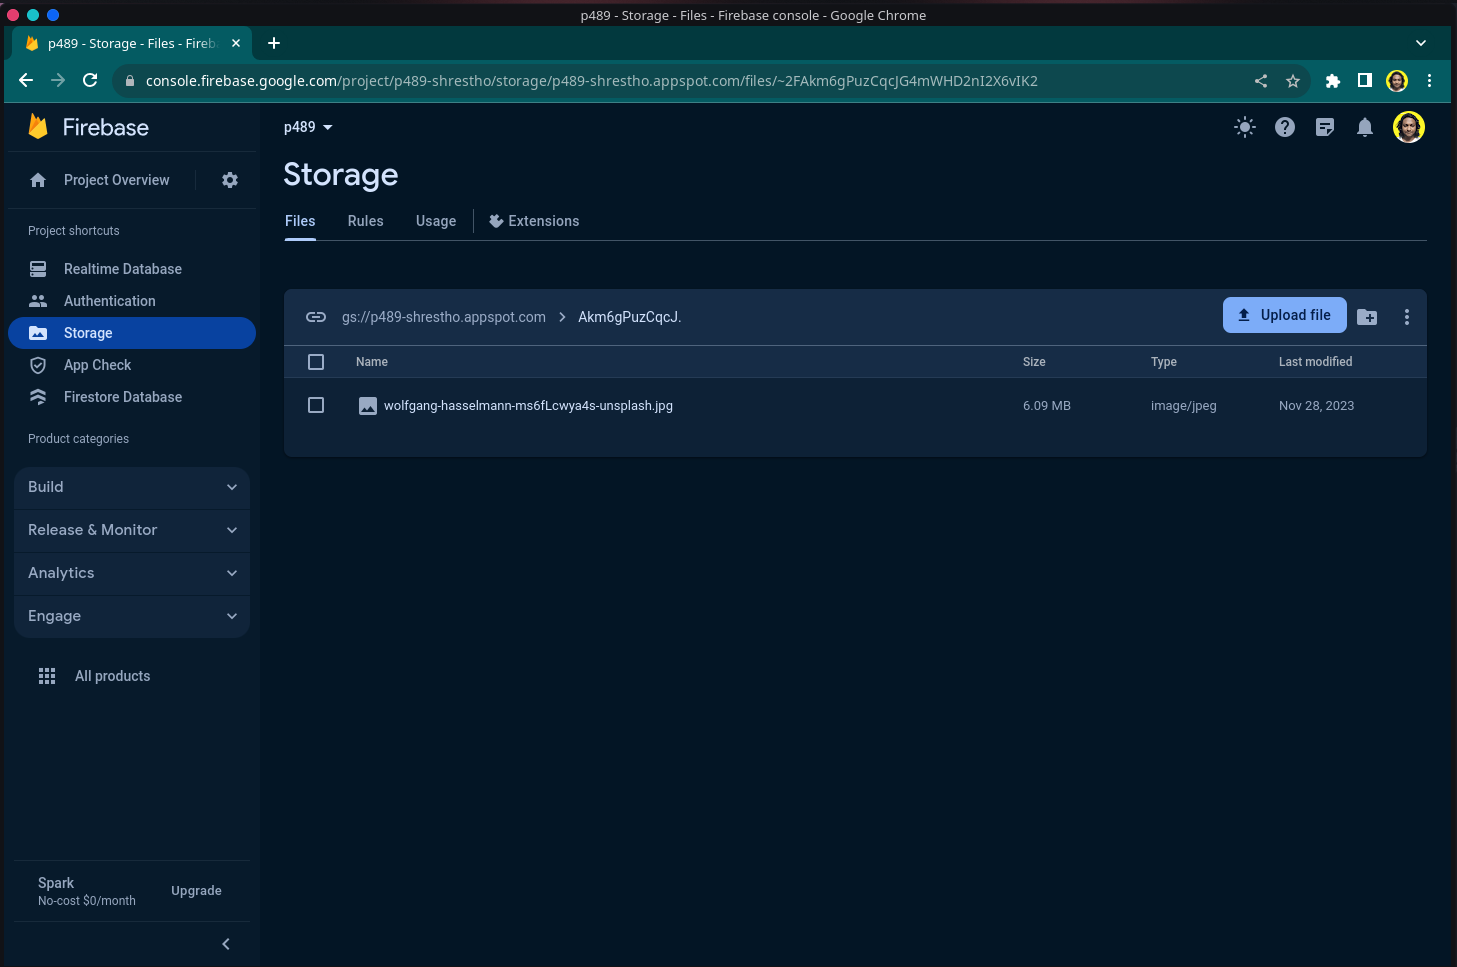 p489 - Storage - Files - Firebase console - Google Chrome
p489 - Storage - Files - Fireb
console.firebase.google.com/project/p489-shrestho/storage/p489-shrestho.appspot.com/files/~2FAkm6gPuzCqcJG4mWHD2nI2X6vIK2
Firebase
p489
Project Overview
Storage
Files Rules Usage Extensions
Project shortcuts
Realtime Database
Authentication
Storage
App Check
Firestore Database
Product categories
Build
Release & Monitor
Analytics
Engage
All products
Spark
No-cost $0/month
Upgrade
gs://p489-shrestho.appspot.com > Akm6gPuzCqcJ.
Upload file
Name Size Type Last modified
wolfgang-hasselmann-ms6fLcwya4s-unsplash.jpg 6.09 MB image/jpeg Nov 28, 2023